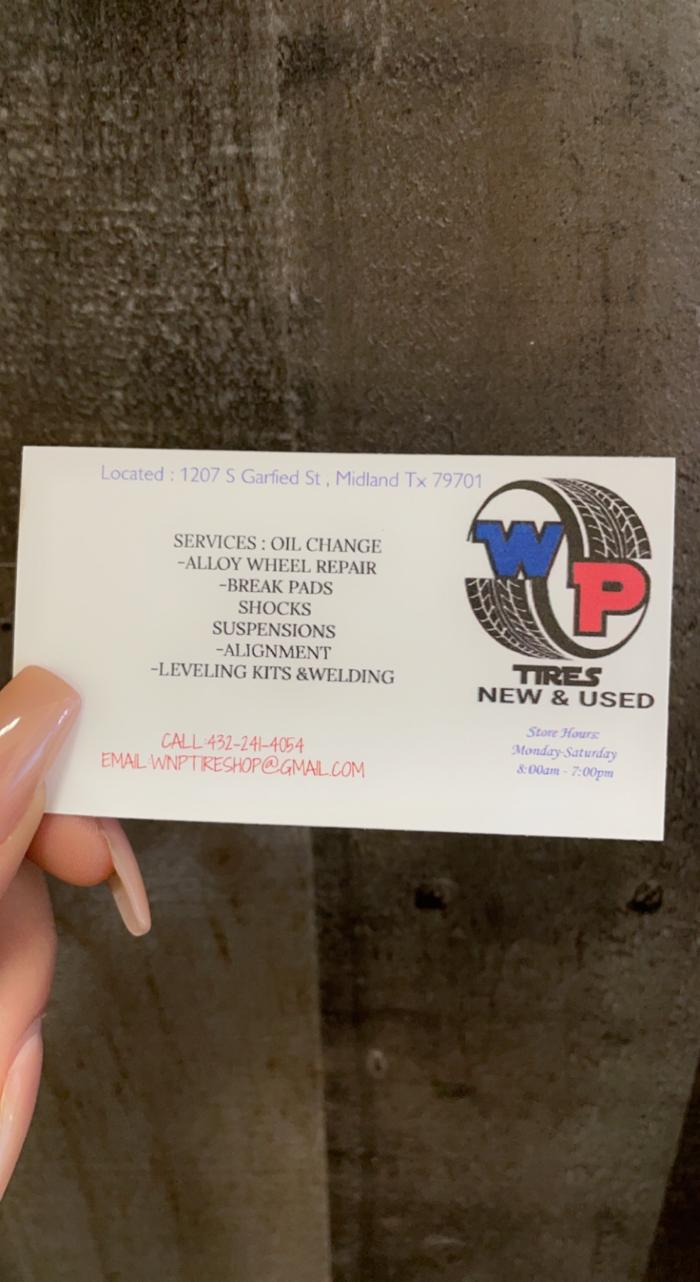 Located : 1207 S Garfied St , Midland Tx 79701
SERVICES : OIL CHANGE
-ALLOY WHEEL REPAIR
-BREAK PADS
SHOCKS
SUSPENSIONS
-ALIGNMENT
-LEVELING KITS &WELDING
CALL:432-241-4054
EMAIL:WNPTIRESHOP@GMAIL.COM
WP
TIRES
NEW & USED
Store Hours:
Monday-Saturday
8:00am - 7:00pm